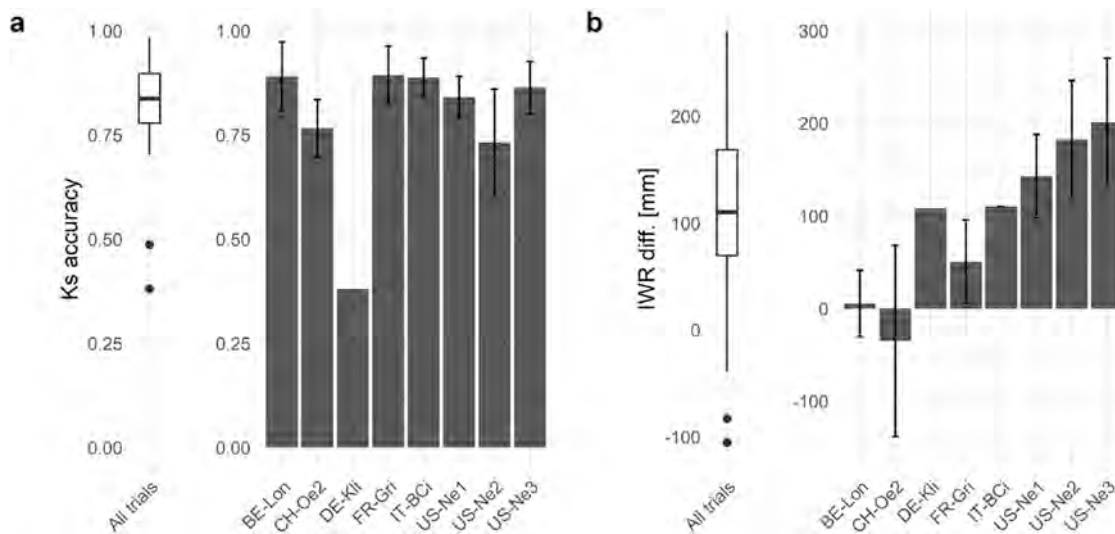 a
b
Ks accuracy
1.00
0.75
0.50
0.25
0.00
All trials
1.00
0.75
0.50
0.25
0.00
BE-Lon
CH-Oe2
DE-Kli
FR-Gri
IT-BCi
US-Ne1
US-Ne2
US-Ne3
IWR diff. [mm]
200
100
0
-100
All trials
300
200
100
0
-100
BE-Lon
CH-Oe2
DE-Kli
FR-Gri
IT-BCi
US-Ne1
US-Ne2
US-Ne3